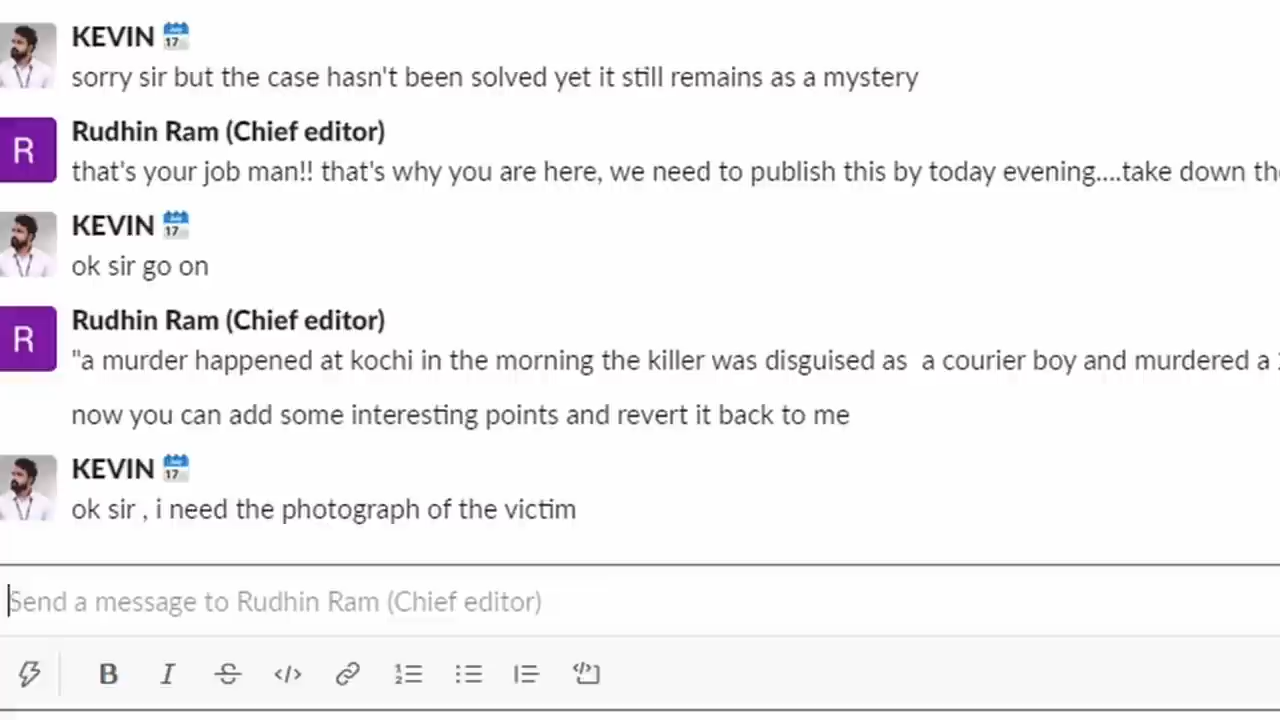 KEVIN
sorry sir but the case hasn't been solved yet it still remains as a mystery
Rudhin Ram (Chief editor)
R
that's your job man!! that's why you are here, we need to publish this by today evening....take down
KEVIN
ok sir go on
Rudhin Ram (Chief editor)
R
"a murder happened at kochi in the morning the killer was disguised as  a courier boy and murdered a
now you can add some interesting points and revert it back to me
KEVIN
ok sir , i need the photograph of the victim
Send a message to Rudhin Ram (Chief editor)